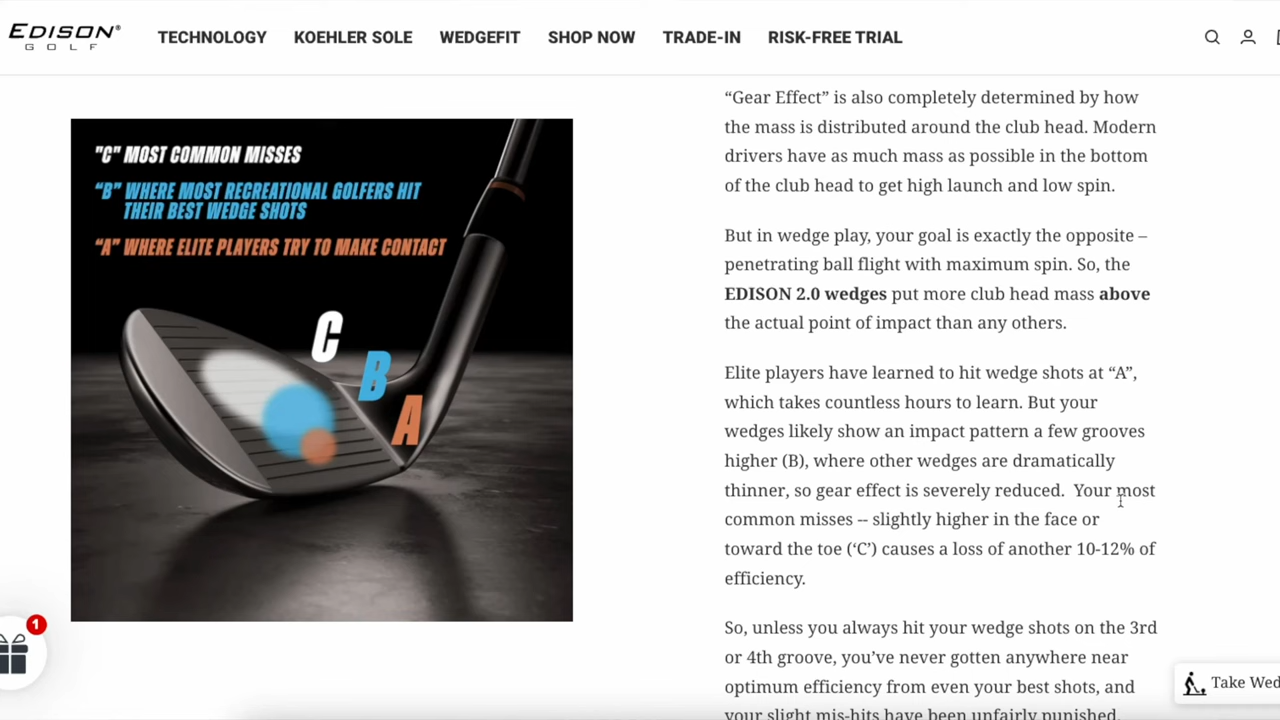 EDISON®
GOLF
TECHNOLOGY
KOEHLER SOLE
WEDGEFIT
SHOP NOW
TRADE-IN
RISK-FREE TRIAL
"C" MOST COMMON MISSES
“B” WHERE MOST RECREATIONAL GOLFERS HIT
THEIR BEST WEDGE SHOTS
“A” WHERE ELITE PLAYERS TRY TO MAKE CONTACT
C
B
A
“Gear Effect” is also completely determined by how
the mass is distributed around the club head. Modern
drivers have as much mass as possible in the bottom
of the club head to get high launch and low spin.
But in wedge play, your goal is exactly the opposite –
penetrating ball flight with maximum spin. So, the
EDISON 2.0 wedges put more club head mass above
the actual point of impact than any others.
Elite players have learned to hit wedge shots at “A”,
which takes countless hours to learn. But your
wedges likely show an impact pattern a few grooves
higher (B), where other wedges are dramatically
thinner, so gear effect is severely reduced.  Your most
common misses -- slightly higher in the face or
toward the toe (‘C’) causes a loss of another 10-12% of
efficiency.
So, unless you always hit your wedge shots on the 3rd
or 4th groove, you’ve never gotten anywhere near
optimum efficiency from even your best shots, and
your slight mis-hits have been unfairly punished.
1
Take Wed